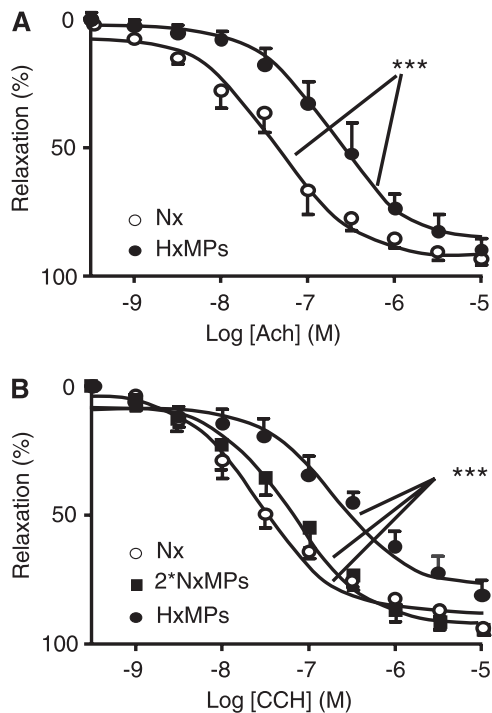 A
Relaxation (%)
0
50
100
***
Nx
HxMPs
-9 -8 -7 -6 -5
Log [Ach] (M)
B
Relaxation (%)
0
50
100
***
Nx
2*NxMPs
HxMPs
-9 -8 -7 -6 -5
Log [CCH] (M)